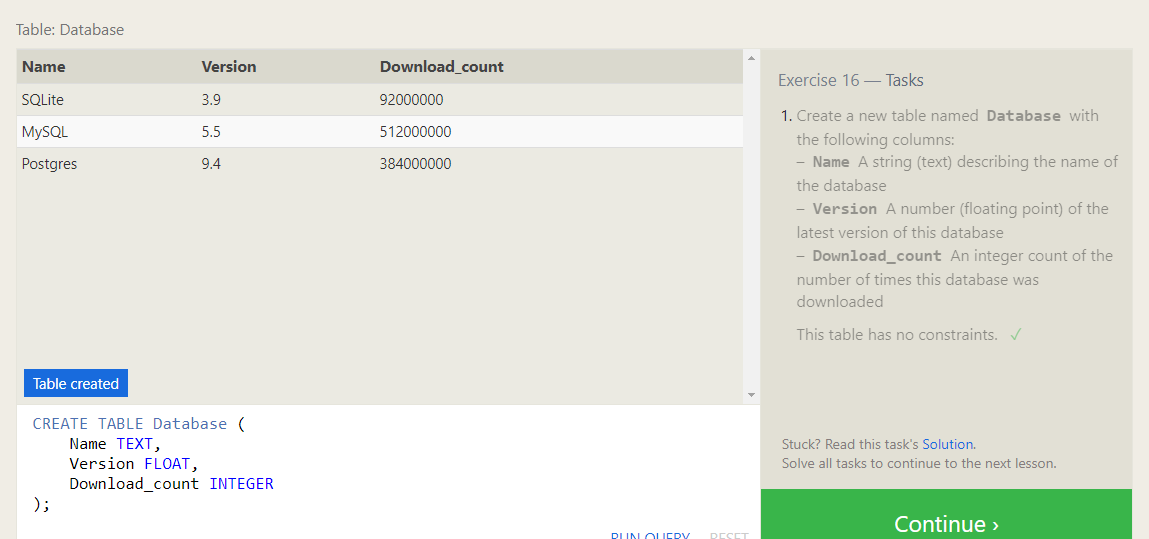 Table: Database
Name Version Download_count
SQLite 3.9 92000000
MySQL 5.5 512000000
Postgres 9.4 384000000
Table created
CREATE TABLE Database (
Name TEXT,
Version FLOAT,
Download_count INTEGER
);
RUN QUERY RESET
Exercise 16 — Tasks
1. Create a new table named Database with
the following columns:
– Name A string (text) describing the name of
the database
– Version A number (floating point) of the
latest version of this database
– Download_count An integer count of the
number of times this database was
downloaded
This table has no constraints. ✓
Stuck? Read this task's Solution.
Solve all tasks to continue to the next lesson.
Continue ›